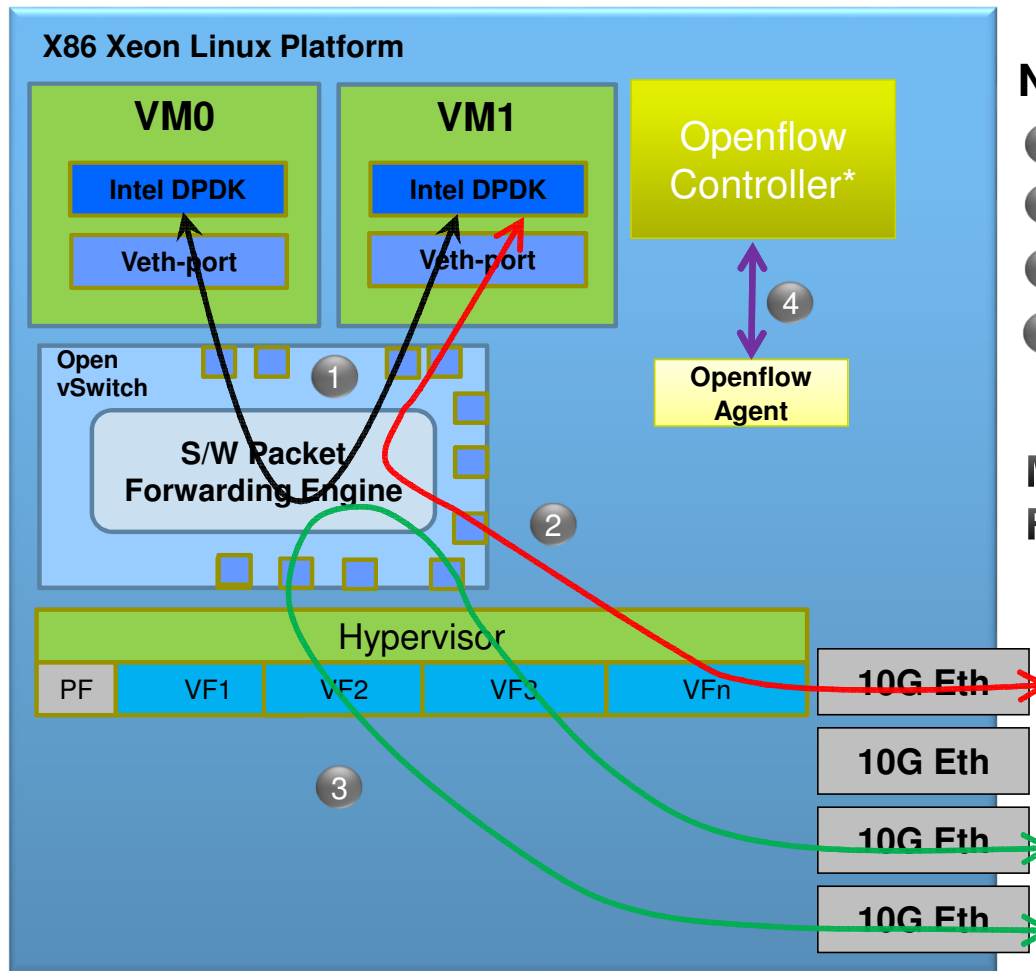 X86 Xeon Linux Platform
VM0
VM1
Openflow
Controller*
Intel DPDK
Intel DPDK
Veth-port
Veth-port
4
Open
vSwitch
1
Openflow
Agent
S/W Packet
Forwarding Engine
2
Hypervisor
PF
VF1
VF2
VF3
VFn
10G Eth
10G Eth
3
10G Eth
10G Eth